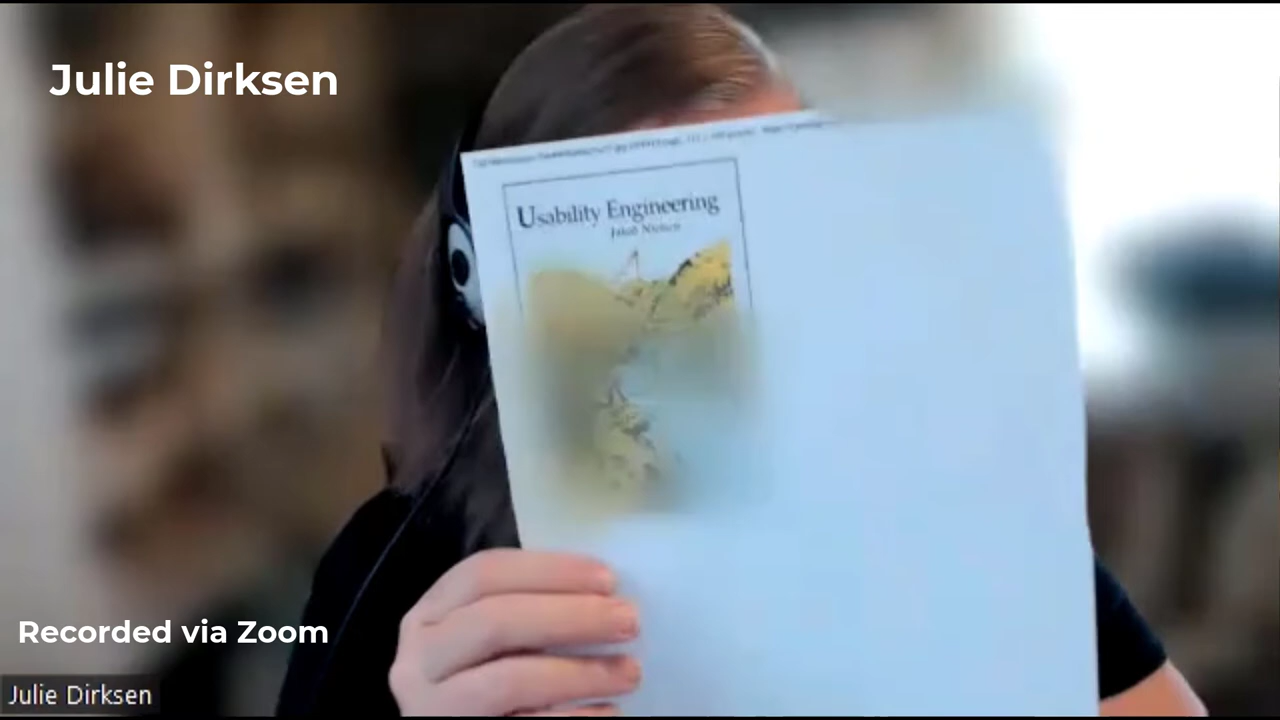 Julie Dirksen
Usability Engineering
Jakob Nielsen
Recorded via Zoom
Julie Dirksen